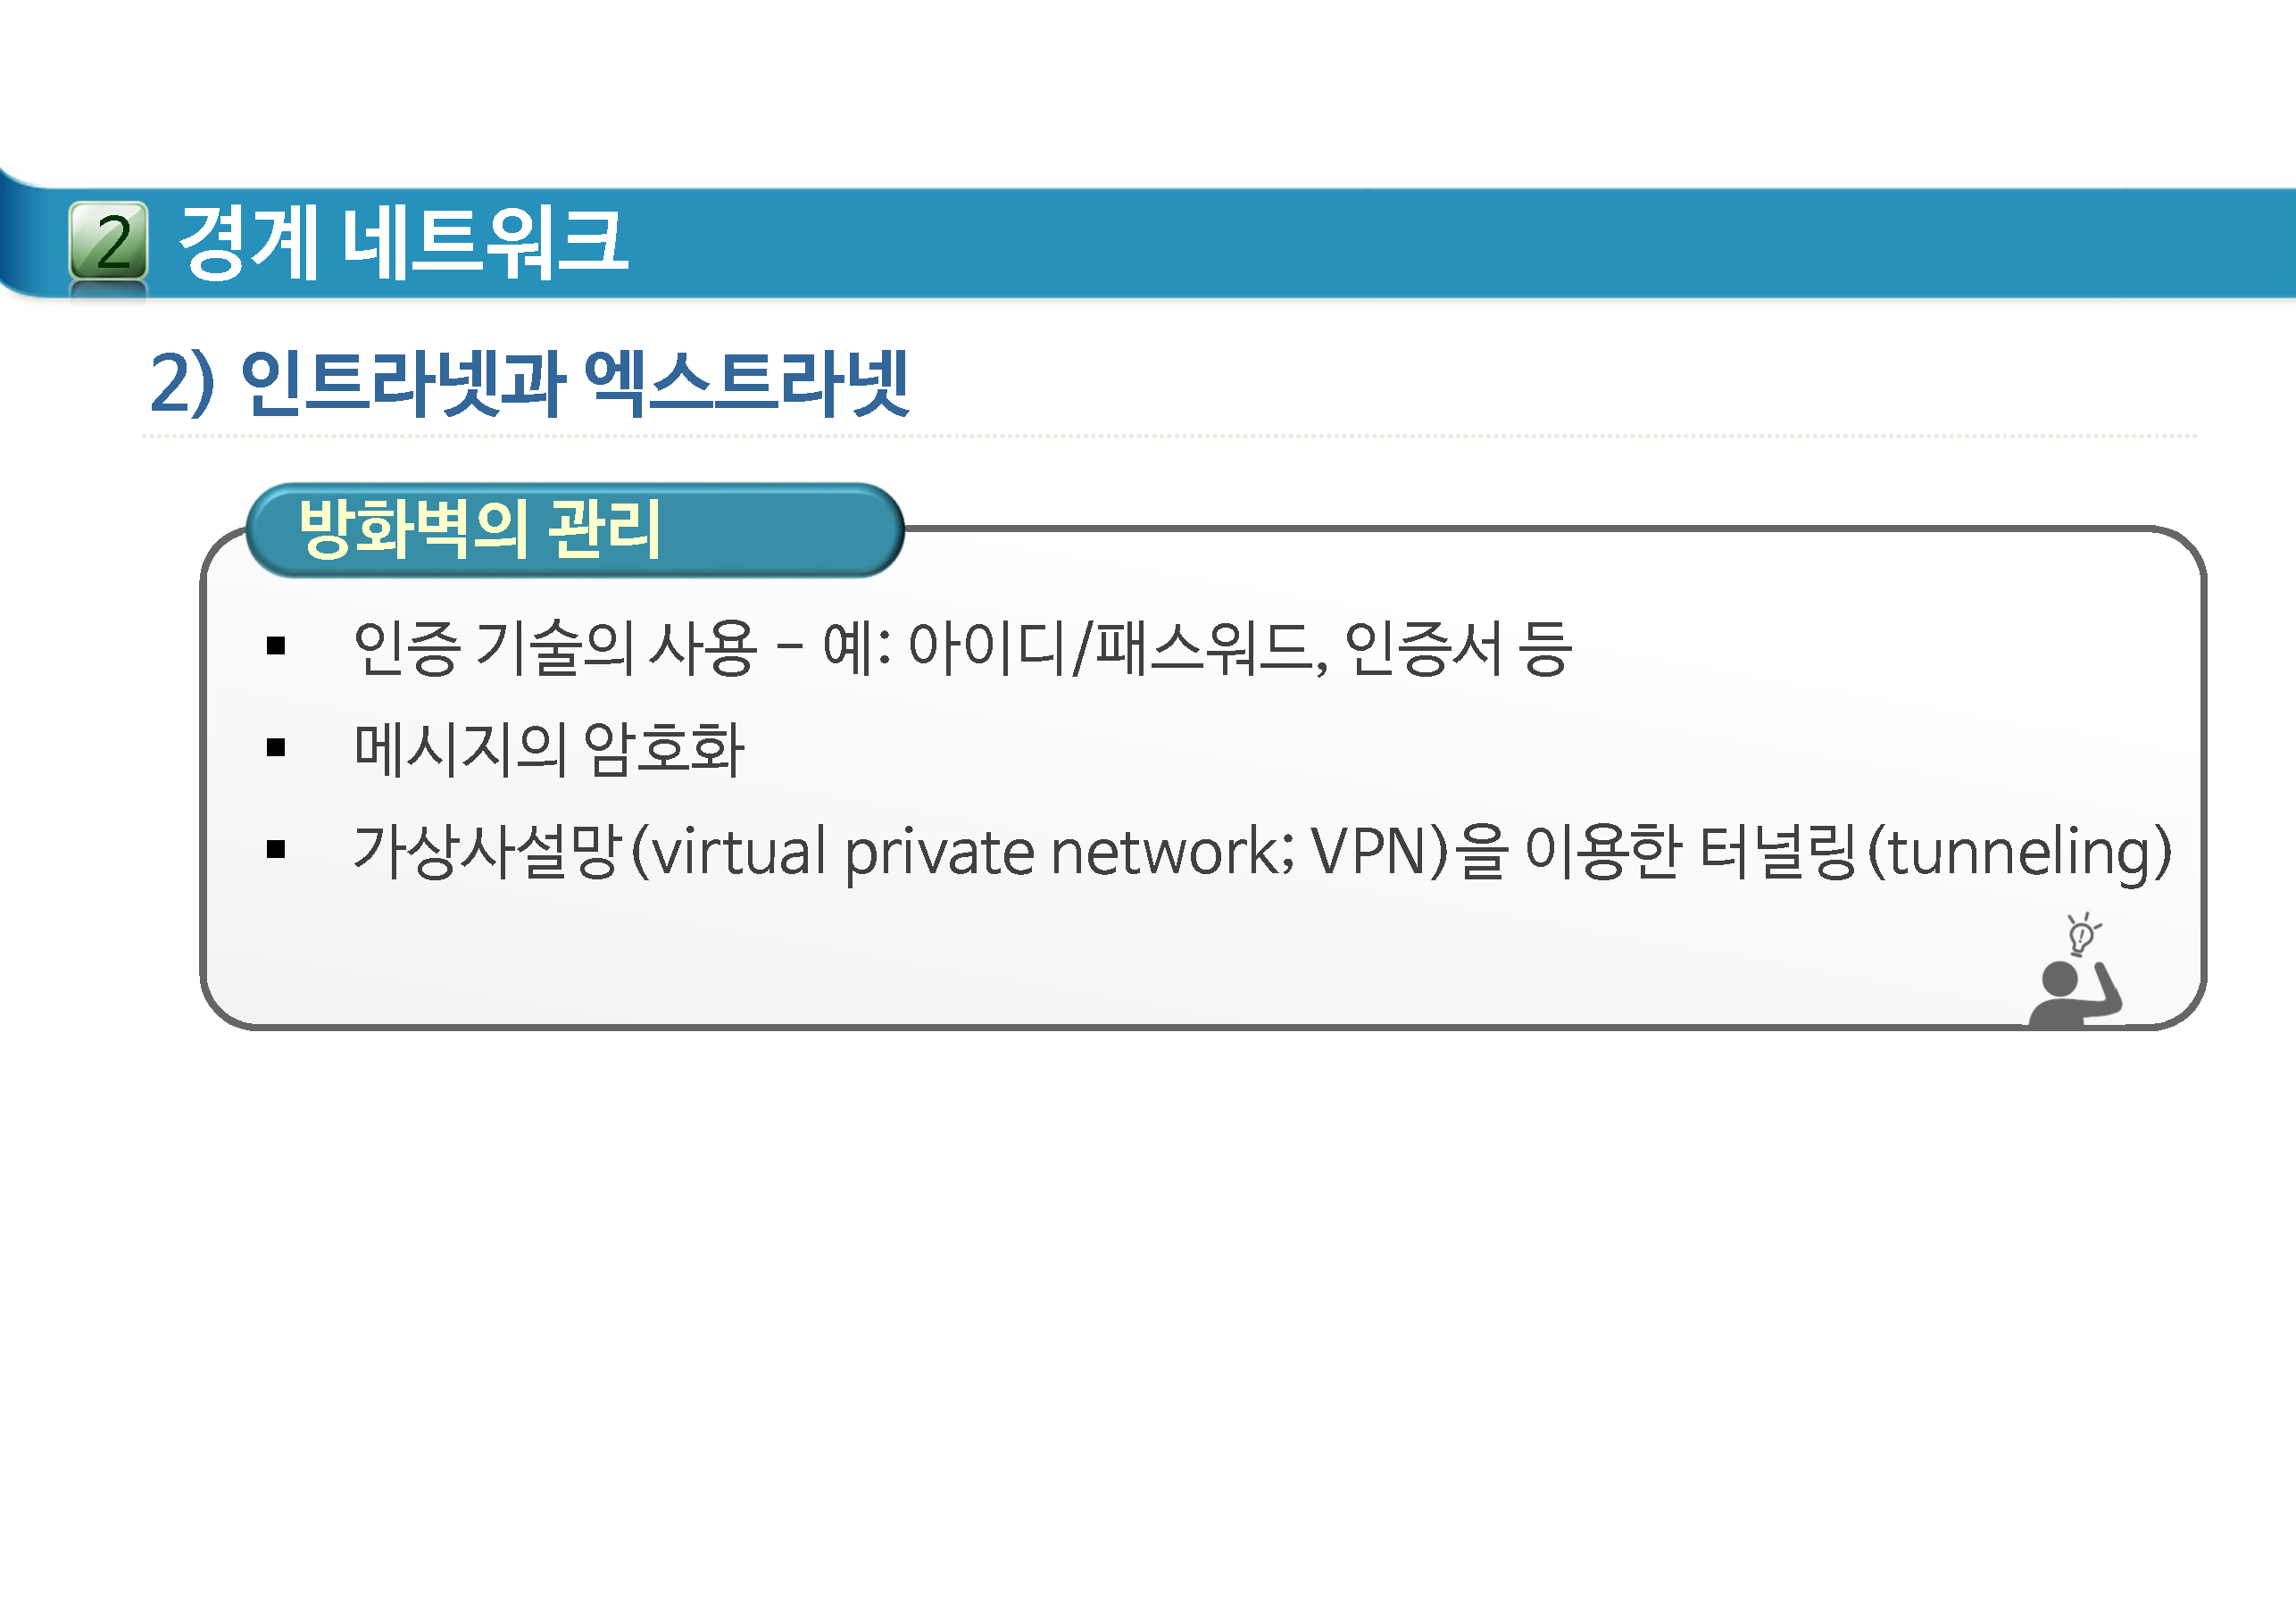 2 경계 네트워크
2) 인트라넷과 엑스트라넷
방화벽의 관리
▪ 인증 기술의 사용 – 예: 아이디/패스워드, 인증서 등
▪ 메시지의 암호화
▪ 가상사설망(virtual private network; VPN)을 이용한 터널링(tunneling)